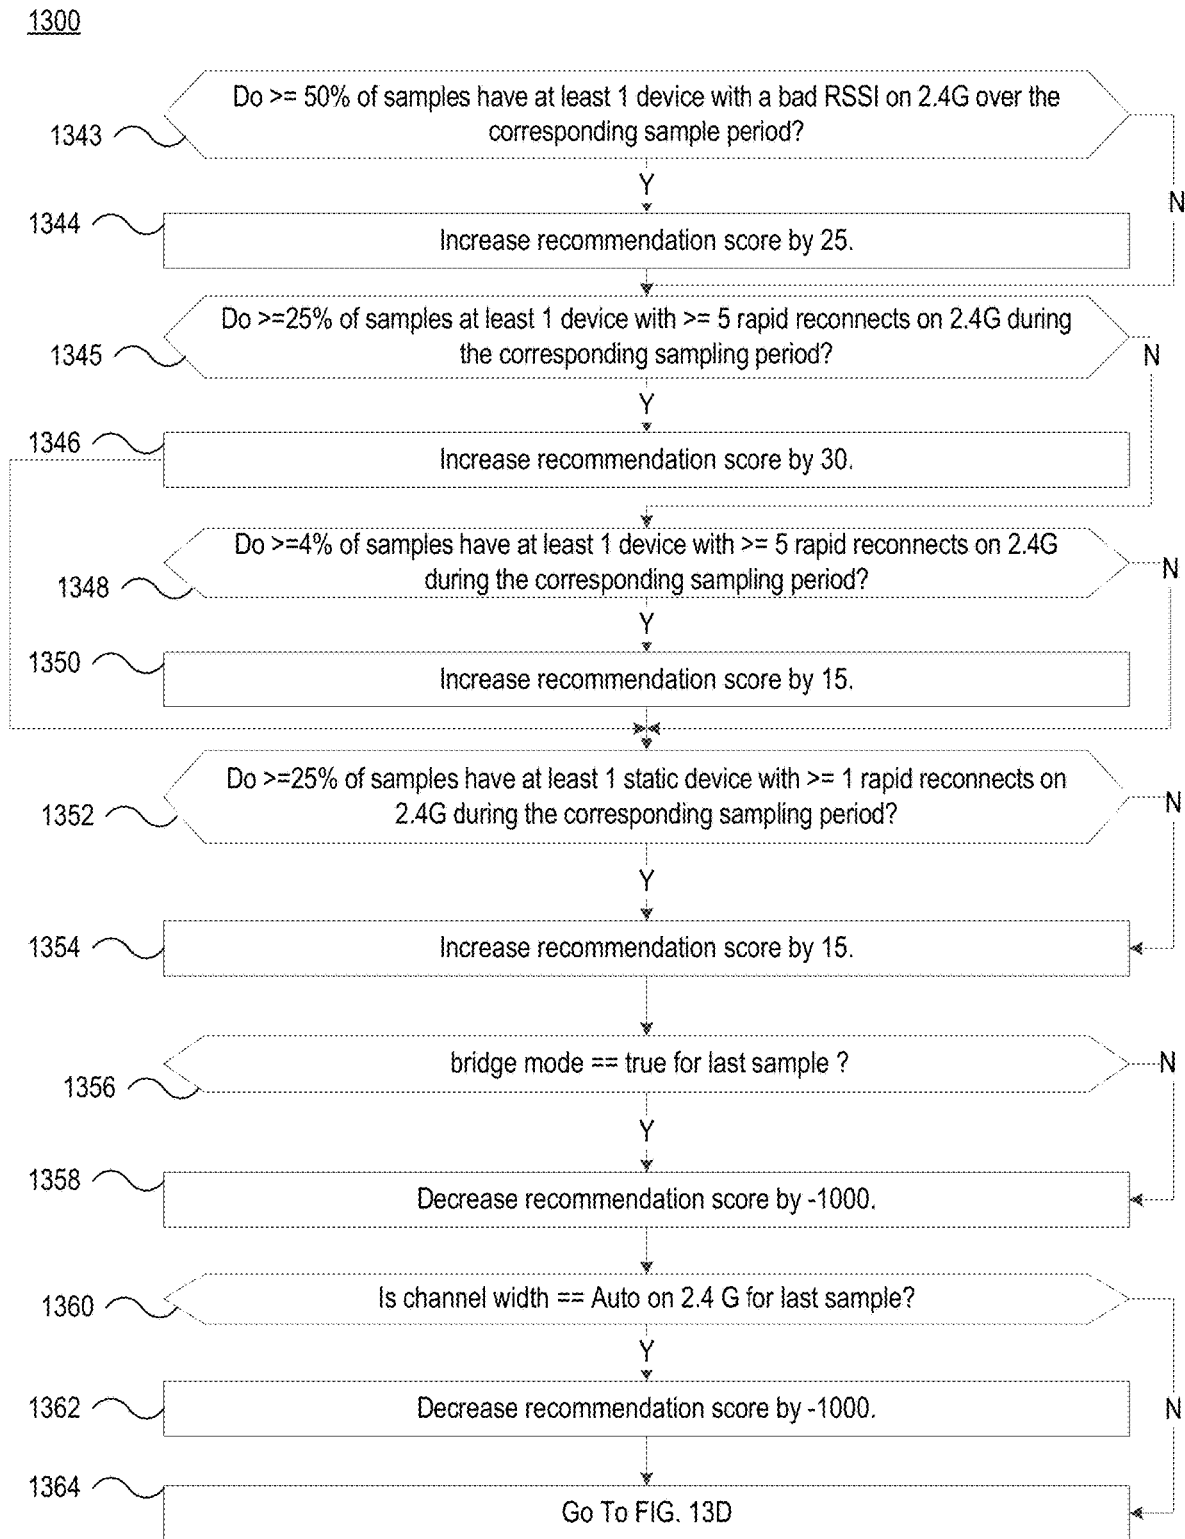 1300
Do >= 50% of samples have at least 1 device with a bad RSSI on 2.4G over the
corresponding sample period?
1343
Y
N
1344
Increase recommendation score by 25.
Do >=25% of samples at least 1 device with >= 5 rapid reconnects on 2.4G during
the corresponding sampling period?
1345
N
Y
1346
Increase recommendation score by 30.
Do >=4% of samples have at least 1 device with >= 5 rapid reconnects on 2.4G
during the corresponding sampling period?
1348
N
Y
1350
Increase recommendation score by 15.
Do >=25% of samples have at least 1 static device with >= 1 rapid reconnects on
2.4G during the corresponding sampling period?
1352
N
Y
1354
Increase recommendation score by 15.
bridge mode == true for last sample ?
1356
N
Y
1358
Decrease recommendation score by -1000.
Is channel width == Auto on 2.4 G for last sample?
1360
Y
1362
Decrease recommendation score by -1000.
N
1364
Go To FIG. 13D